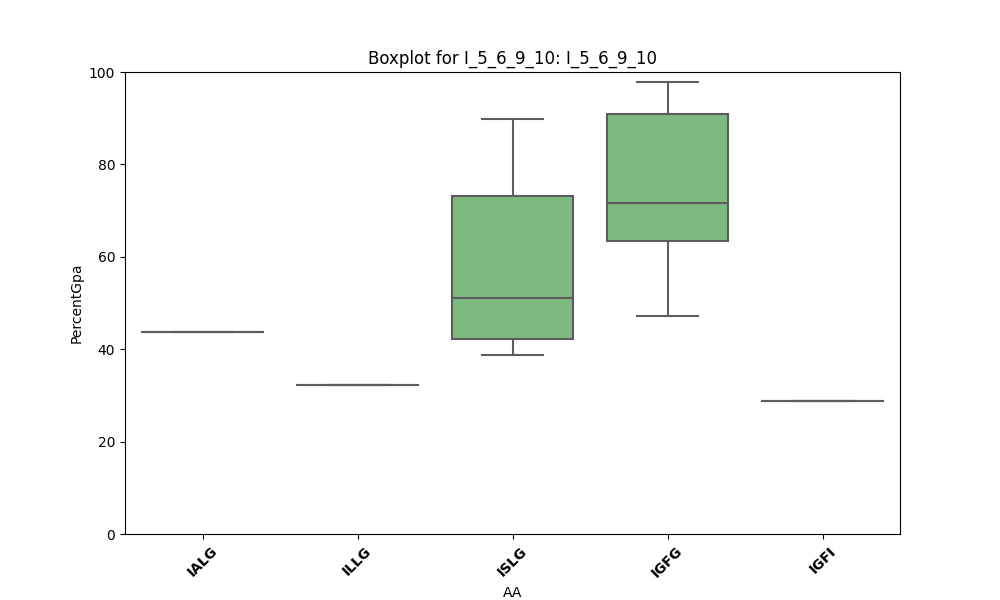 Boxplot for I_5_6_9_10: I_5_6_9_10
100
80
60
40
20
0
PercentGpa
IALG
ILLG
ISLG
IGFG
IGFI
AA